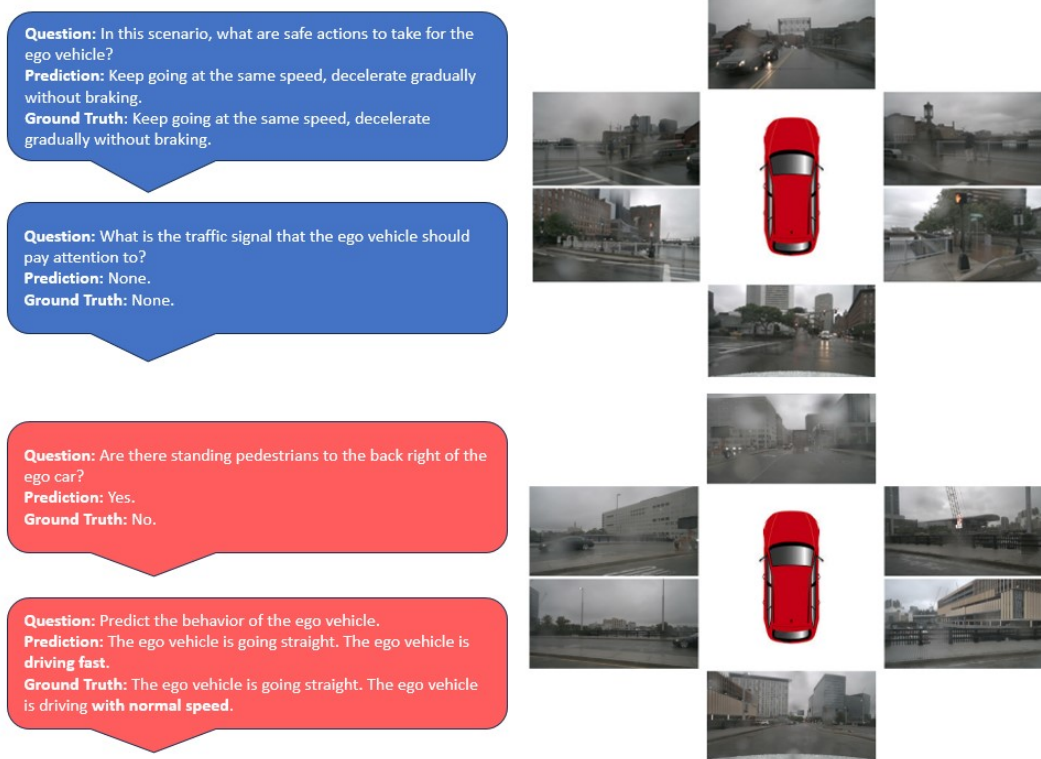 Question: In this scenario, what are safe actions to take for the
ego vehicle?
Prediction: Keep going at the same speed, decelerate gradually
without braking.
Ground Truth: Keep going at the same speed, decelerate
gradually without braking.
Question: What is the traffic signal that the ego vehicle should
pay attention to?
Prediction: None.
Ground Truth: None.
Question: Are there standing pedestrians to the back right of the
ego car?
Prediction: Yes.
Ground Truth: No.
Question: Predict the behavior of the ego vehicle.
Prediction: The ego vehicle is going straight. The ego vehicle is
driving fast.
Ground Truth: The ego vehicle is going straight. The ego vehicle
is driving with normal speed.